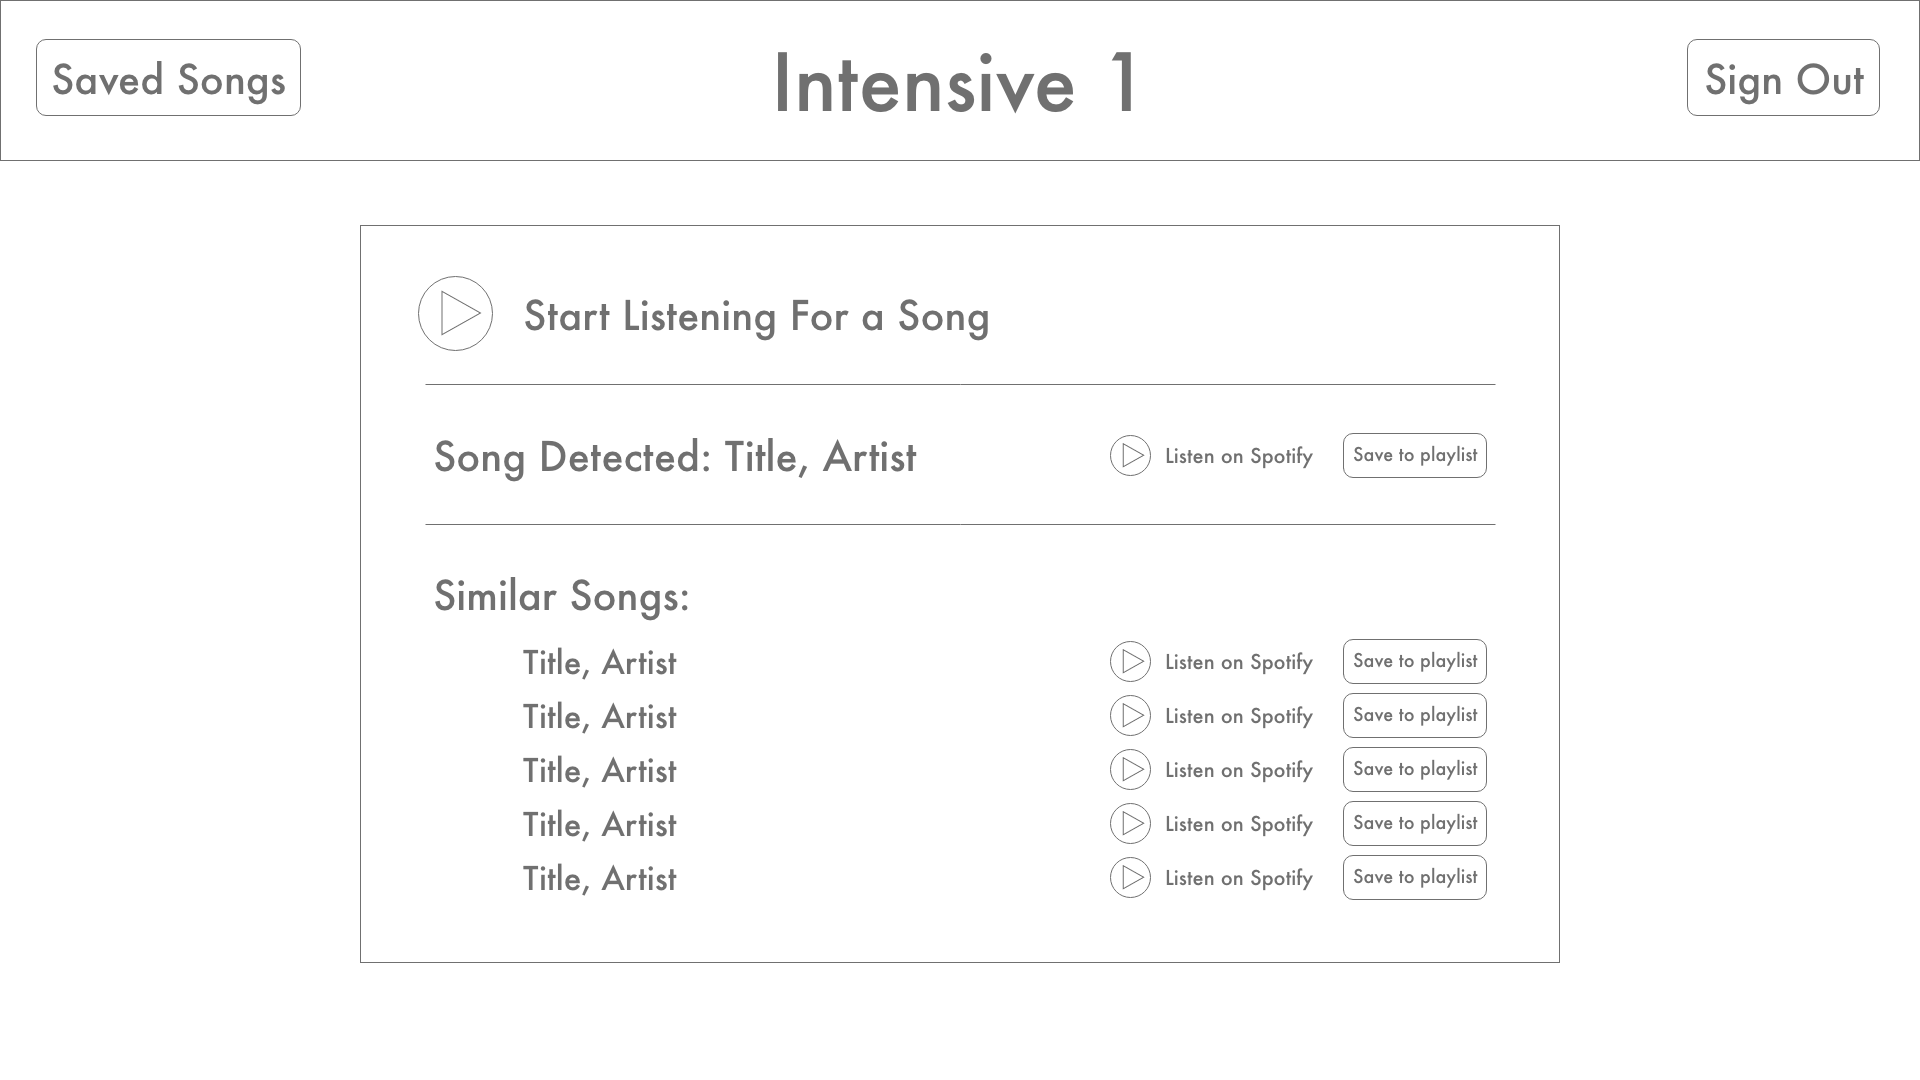 Saved Songs
Intensive 1
Sign Out
Start Listening For a Song
Song Detected: Title, Artist
Listen on Spotify
Save to playlist
Similar Songs:
Title, Artist
Listen on Spotify
Save to playlist
Title, Artist
Listen on Spotify
Save to playlist
Title, Artist
Listen on Spotify
Save to playlist
Title, Artist
Listen on Spotify
Save to playlist
Title, Artist
Listen on Spotify
Save to playlist